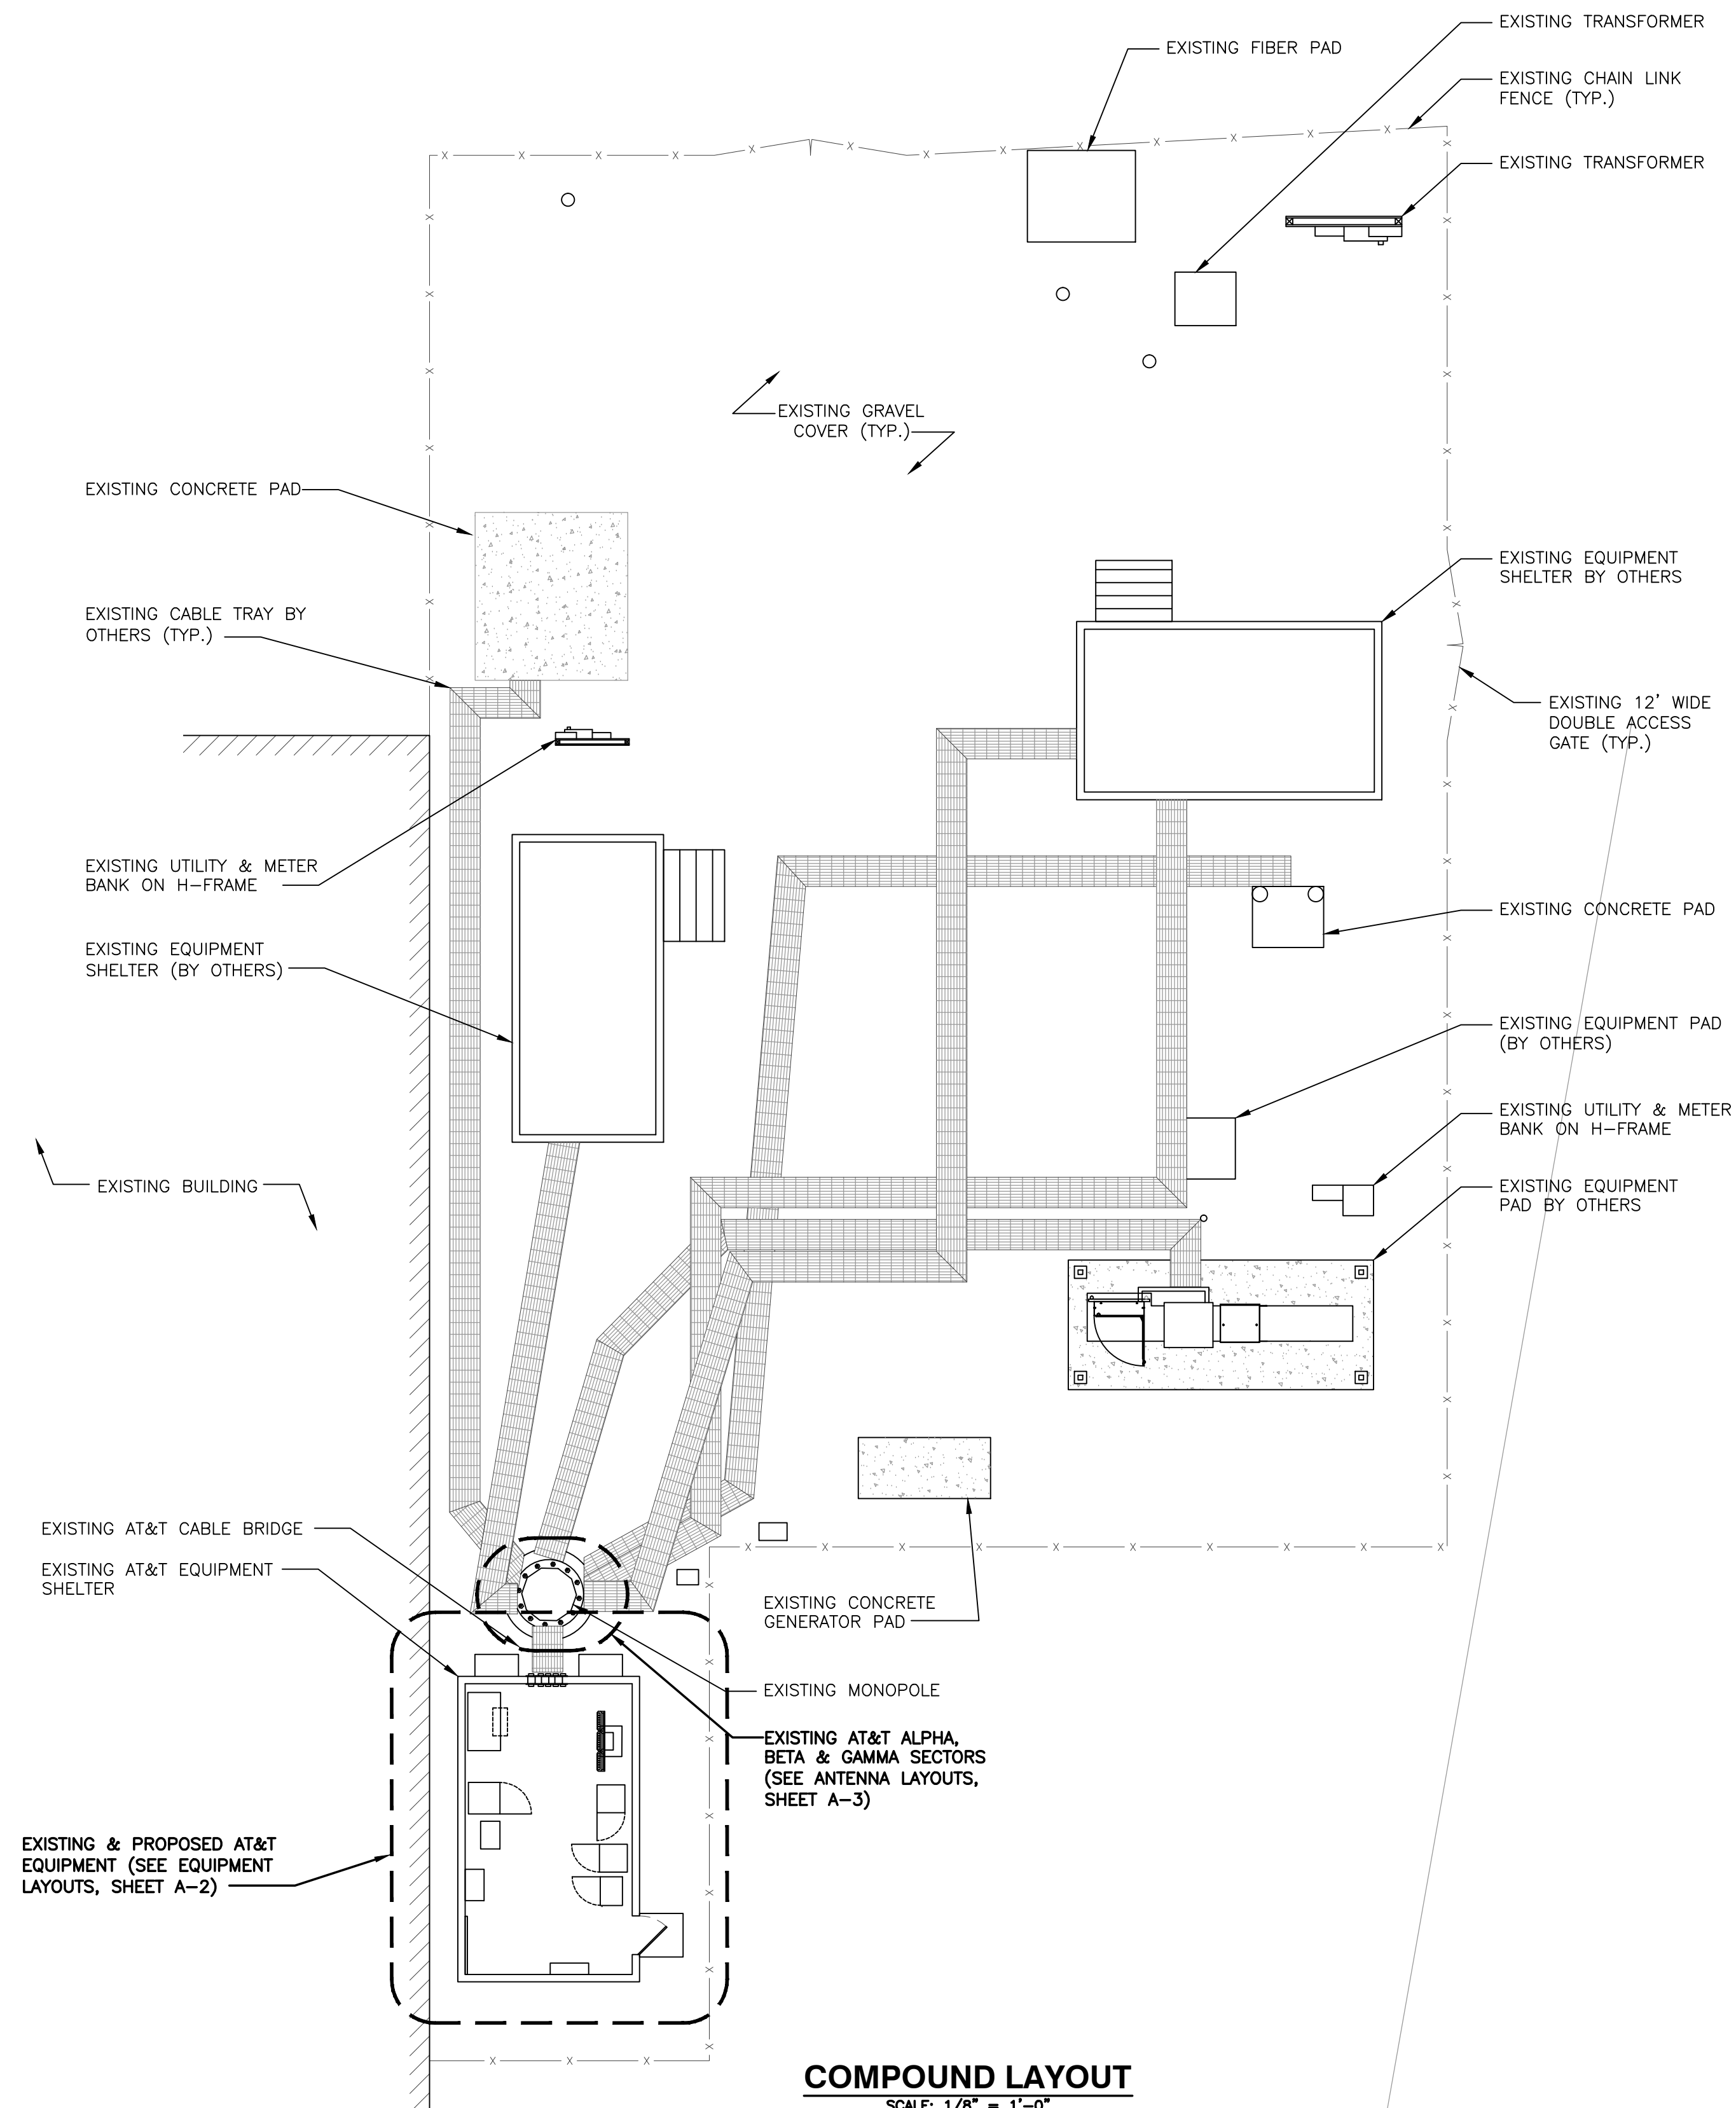 EXISTING TRANSFORMER
EXISTING FIBER PAD
EXISTING CHAIN LINK
FENCE (TYP.)
EXISTING TRANSFORMER
EXISTING GRAVEL
COVER (TYP.)
EXISTING CONCRETE PAD
EXISTING EQUIPMENT
SHELTER BY OTHERS
EXISTING CABLE TRAY BY
OTHERS (TYP.)
EXISTING 12' WIDE
DOUBLE ACCESS
GATE (TYP.)
EXISTING UTILITY & METER
BANK ON H-FRAME
EXISTING CONCRETE PAD
EXISTING EQUIPMENT
SHELTER (BY OTHERS)
EXISTING EQUIPMENT PAD
(BY OTHERS)
EXISTING UTILITY & METER
BANK ON H-FRAME
EXISTING BUILDING
EXISTING EQUIPMENT
PAD BY OTHERS
EXISTING AT&T CABLE BRIDGE
EXISTING AT&T EQUIPMENT
SHELTER
EXISTING CONCRETE
GENERATOR PAD
EXISTING MONOPOLE
EXISTING AT&T ALPHA,
BETA & GAMMA SECTORS
(SEE ANTENNA LAYOUTS,
SHEET A-3)
EXISTING & PROPOSED AT&T
EQUIPMENT (SEE EQUIPMENT
LAYOUTS, SHEET A-2)
COMPOUND LAYOUT
SCALE: 1/8" = 1'-0"